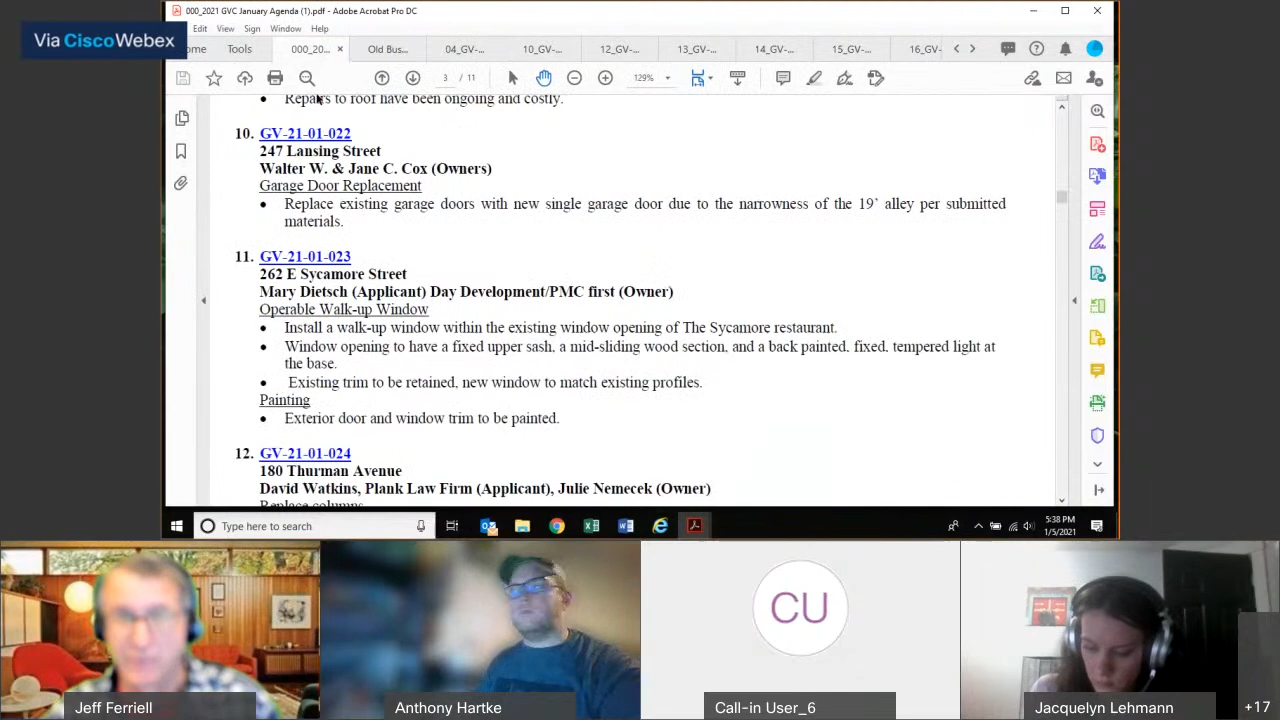 000_2021 GVC January Agenda (1).pdf - Adobe Acrobat Pro DC
Via CiscoWebex
Edit View Sign Window Help
ome Tools 000_20... × Old Bus... 04_GV-... 10_GV-... 12_GV-... 13_GV-... 14_GV-... 15_GV-... 16_GV-
3 / 11 129%
• Repairs to roof have been ongoing and costly.
10. GV-21-01-022
247 Lansing Street
Walter W. & Jane C. Cox (Owners)
Garage Door Replacement
• Replace existing garage doors with new single garage door due to the narrowness of the 19’ alley per submitted
materials.
11. GV-21-01-023
262 E Sycamore Street
Mary Dietsch (Applicant) Day Development/PMC first (Owner)
Operable Walk-up Window
• Install a walk-up window within the existing window opening of The Sycamore restaurant.
• Window opening to have a fixed upper sash, a mid-sliding wood section, and a back painted, fixed, tempered light at
the base.
• Existing trim to be retained, new window to match existing profiles.
Painting
• Exterior door and window trim to be painted.
12. GV-21-01-024
180 Thurman Avenue
David Watkins, Plank Law Firm (Applicant), Julie Nemecek (Owner)
Replace columns
Type here to search
5:38 PM
1/5/2021
CU
Jeff Ferriell
Anthony Hartke
Call-in User_6
Jacquelyn Lehmann
+17